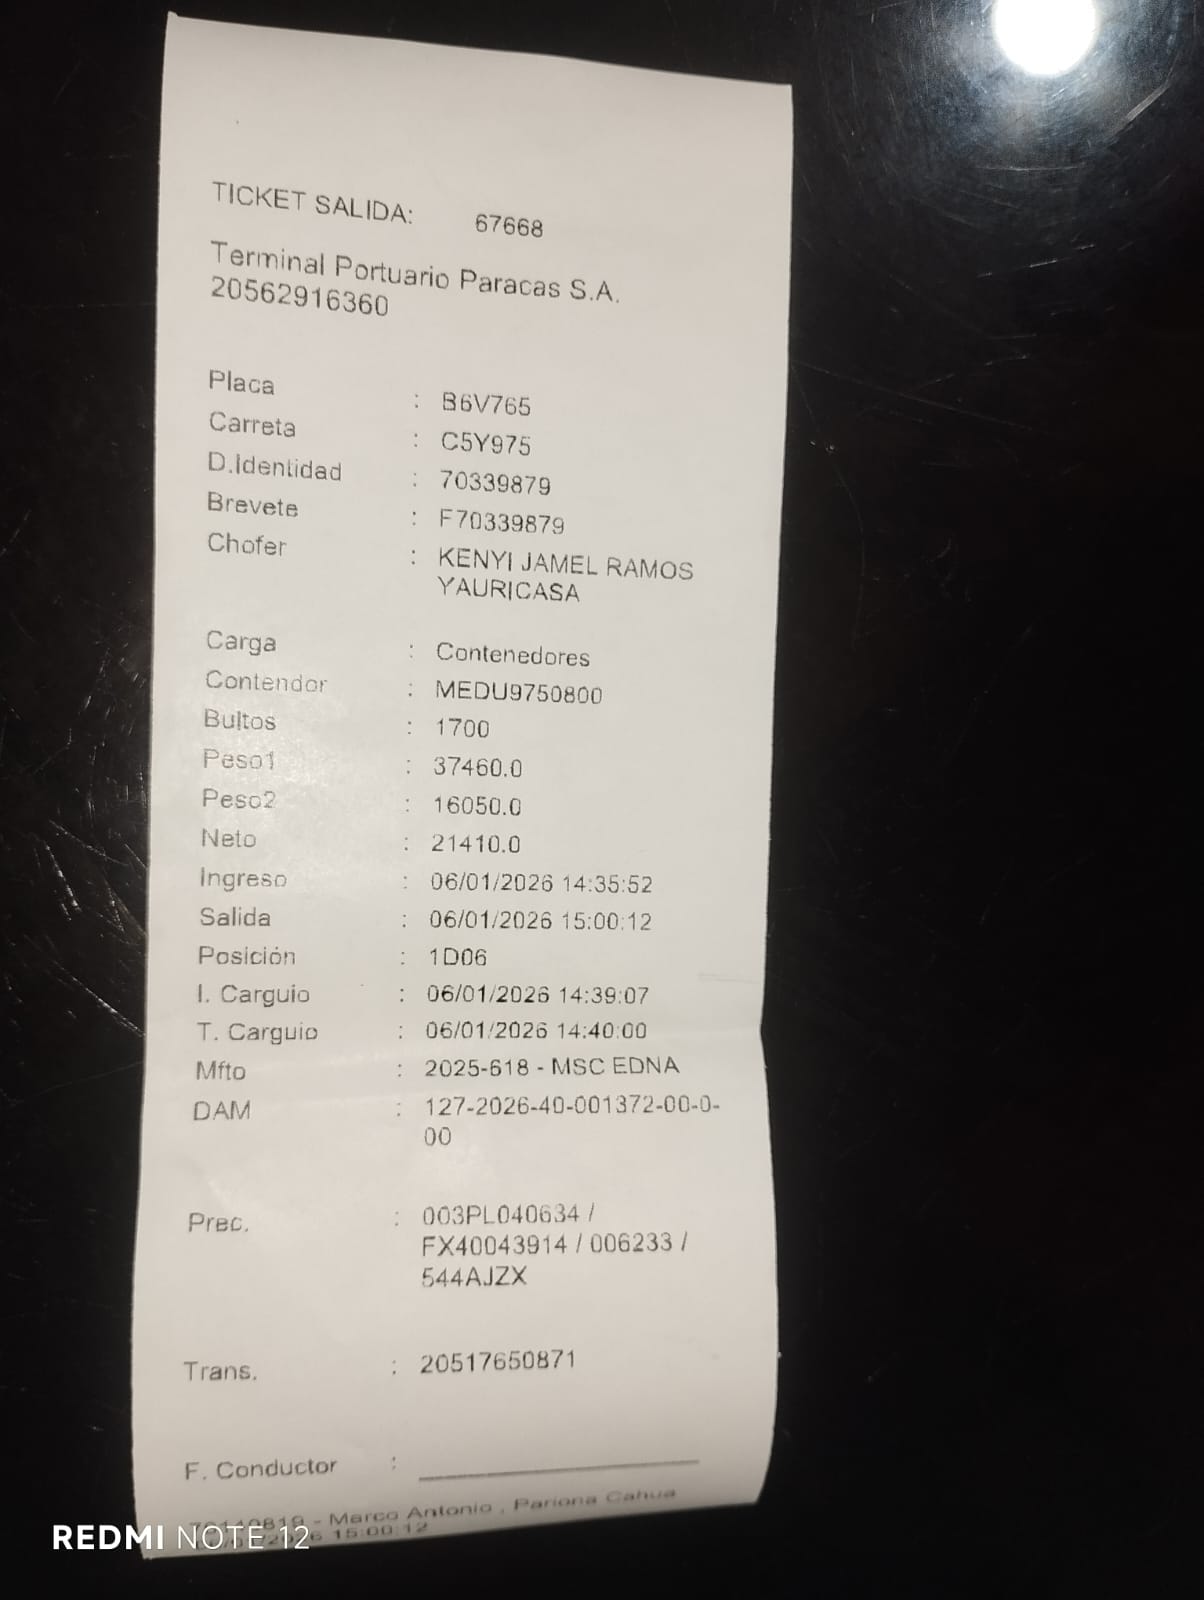 TICKET SALIDA: 67668
Terminal Portuario Paracas S.A.
20562916360
Placa : B6V765
Carreta : C5Y975
D.Identidad : 70339879
Brevete : F70339879
Chofer : KENYI JAMEL RAMOS
YAURICASA
Carga : Contenedores
Contendor : MEDU9750800
Bultos : 1700
Peso1 : 37460.0
Peso2 : 16050.0
Neto : 21410.0
Ingreso : 06/01/2026 14:35:52
Salida : 06/01/2026 15:00:12
Posición : 1D06
I. Carguio : 06/01/2026 14:39:07
T. Carguio : 06/01/2026 14:40:00
Mfto : 2025-618 - MSC EDNA
DAM : 127-2026-40-001372-00-0-
00
Prec. : 003PL040634 /
FX40043914 / 006233 /
544AJZX
Trans. : 20517650871
F. Conductor :
- Marco Antonio , Pariona Cahua
15:00:12
REDMI NOTE 12